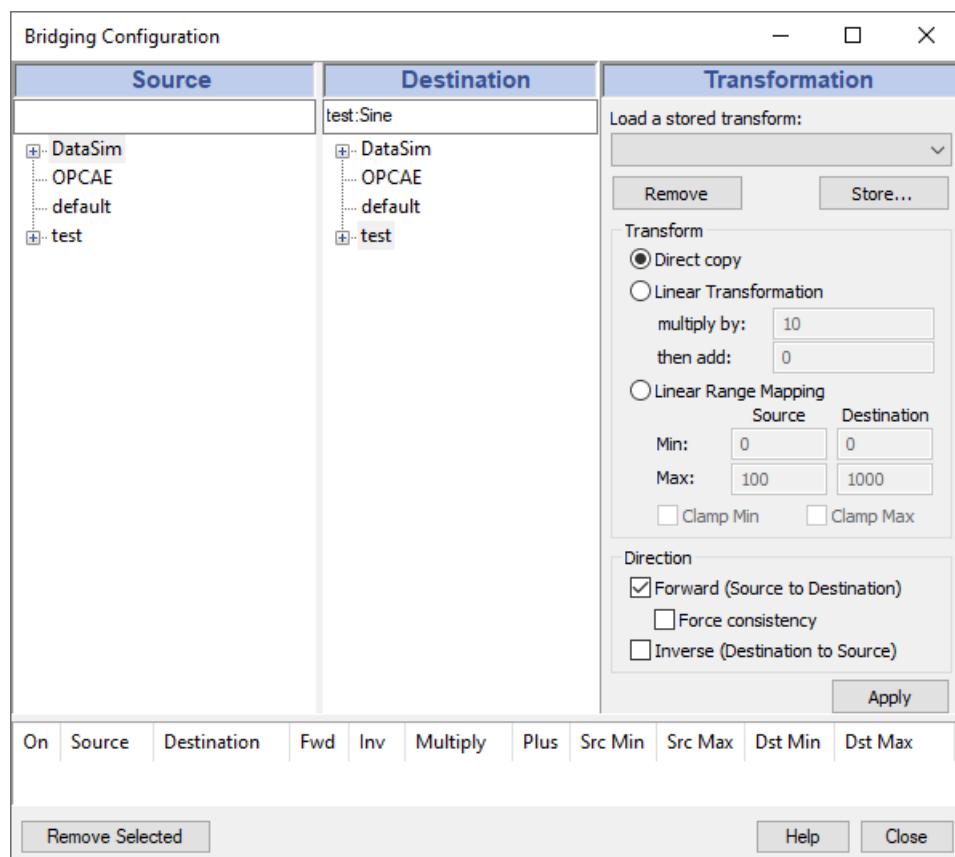 Bridging Configuration
Source Destination Transformation
test:Sine
Load a stored transform:
DataSim DataSim
OPCAE OPCAE
default default
test test
Remove Store...
Transform
Direct copy
Linear Transformation
multiply by: 10
then add: 0
Linear Range Mapping
Source Destination
Min: 0 0
Max: 100 1000
Clamp Min Clamp Max
Direction
Forward (Source to Destination)
Force consistency
Inverse (Destination to Source)
Apply
On Source Destination Fwd Inv Multiply Plus Src Min Src Max Dst Min Dst Max
Remove Selected Help Close